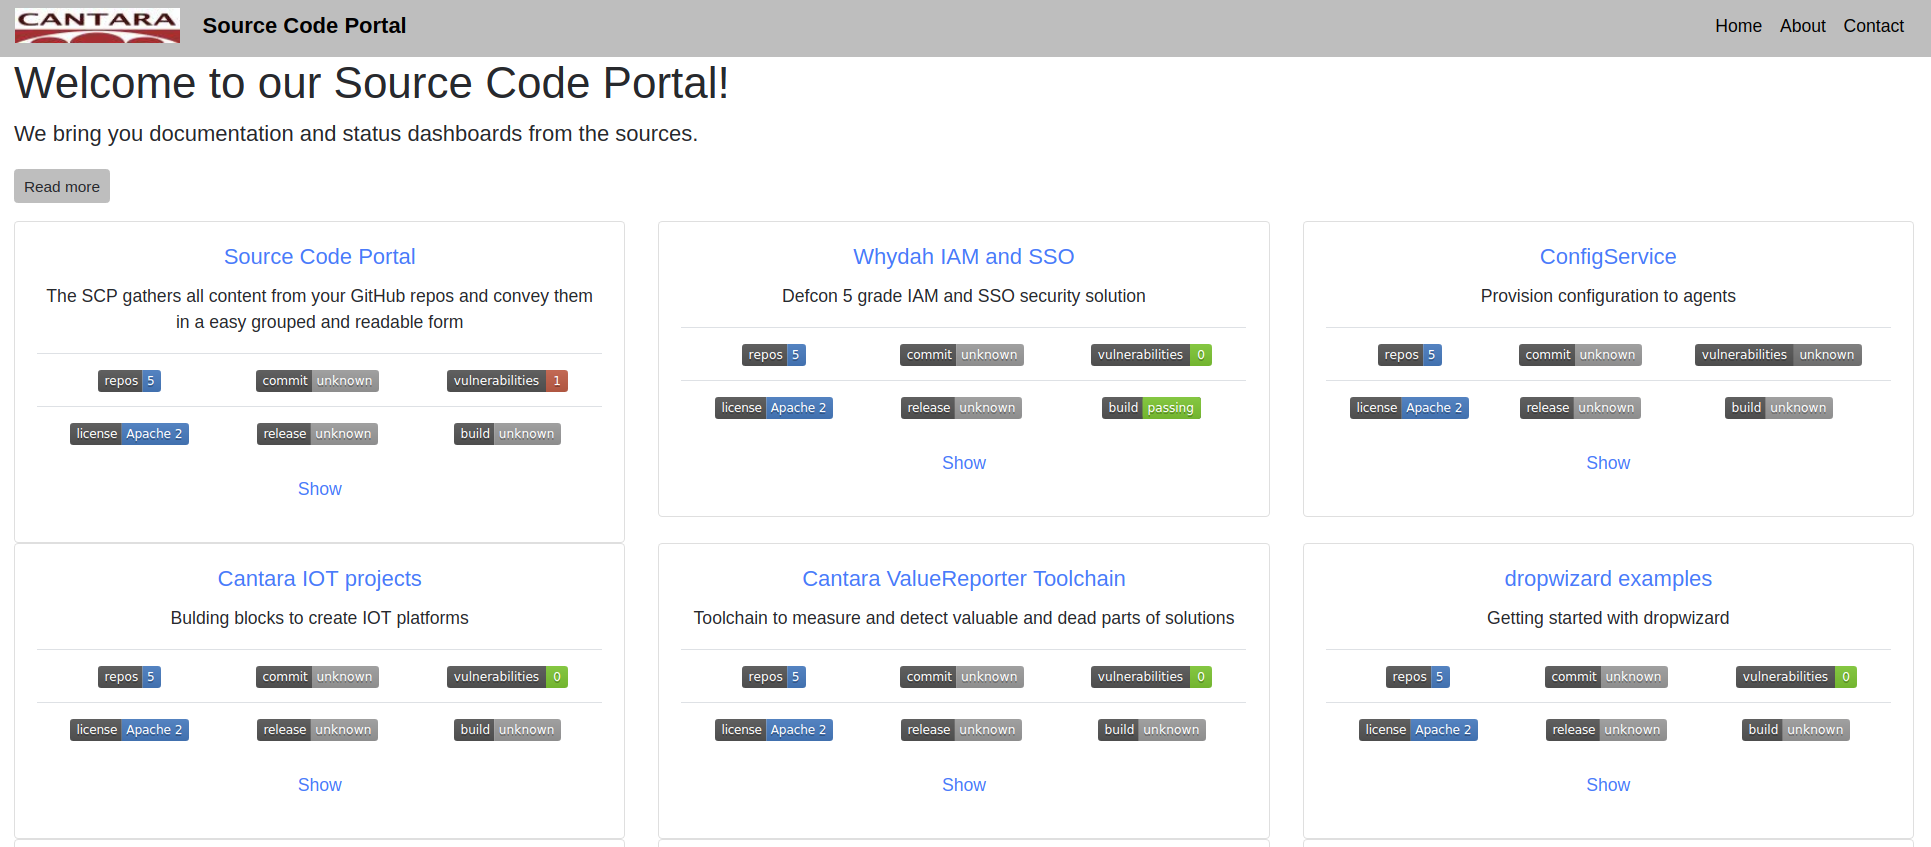 CANTARA Source Code Portal Home About Contact
Welcome to our Source Code Portal!
We bring you documentation and status dashboards from the sources.
Read more
Source Code Portal
The SCP gathers all content from your GitHub repos and convey them
in a easy grouped and readable form
repos 5 commit unknown vulnerabilities 1
license Apache 2 release unknown build unknown
Show
Whydah IAM and SSO
Defcon 5 grade IAM and SSO security solution
repos 5 commit unknown vulnerabilities 0
license Apache 2 release unknown build passing
Show
ConfigService
Provision configuration to agents
repos 5 commit unknown vulnerabilities unknown
license Apache 2 release unknown build unknown
Show
Cantara IOT projects
Bulding blocks to create IOT platforms
repos 5 commit unknown vulnerabilities 0
license Apache 2 release unknown build unknown
Show
Cantara ValueReporter Toolchain
Toolchain to measure and detect valuable and dead parts of solutions
repos 5 commit unknown vulnerabilities 0
license Apache 2 release unknown build unknown
Show
dropwizard examples
Getting started with dropwizard
repos 5 commit unknown vulnerabilities 0
license Apache 2 release unknown build unknown
Show